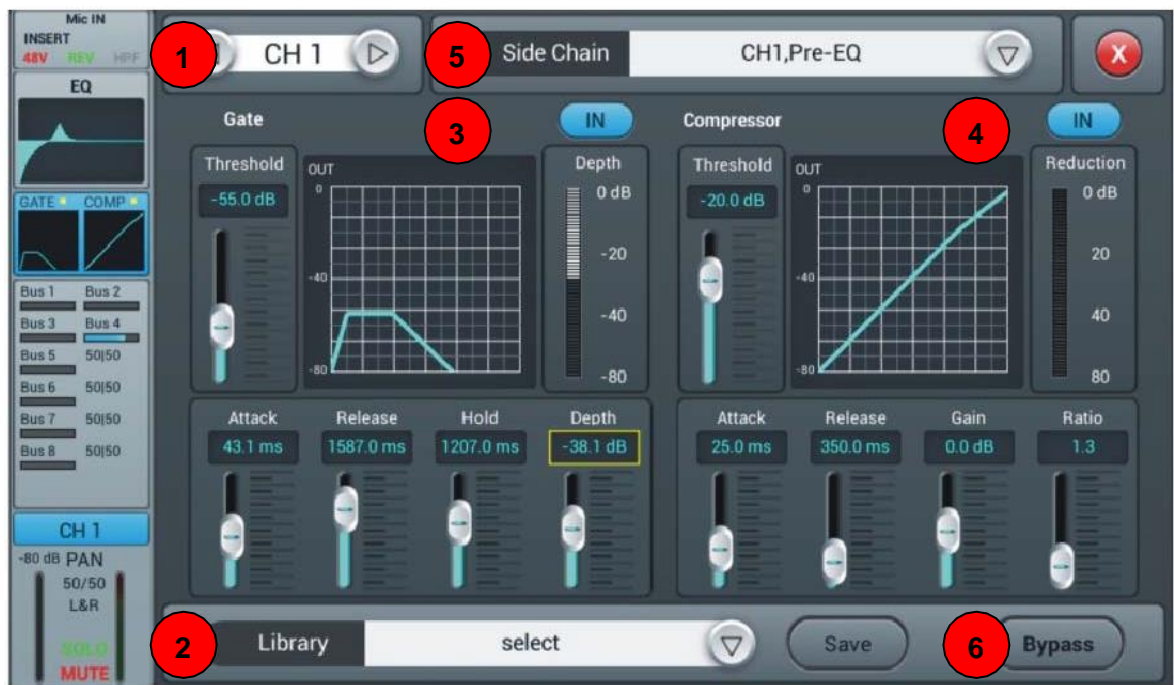 Mic IN
INSERT
48V REV HPF
EQ
GATE COMP
Bus 1 Bus 2
Bus 3 Bus 4
Bus 5 50|50
Bus 6 50|50
Bus 7 50|50
Bus 8 50|50
CH 1
-80 dB PAN
50/50
L&R
SOLO
MUTE
1 CH 1
5 Side Chain CH1,Pre-EQ
X
Gate 3 IN
Threshold
-55.0 dB
OUT
0
-40
-80
Depth
0 dB
-20
-40
-80
Attack Release Hold Depth
43.1 ms 1587.0 ms 1207.0 ms -38.1 dB
Compressor 4 IN
Threshold
-20.0 dB
OUT
0
-40
-80
Reduction
0 dB
20
40
80
Attack Release Gain Ratio
25.0 ms 350.0 ms 0.0 dB 1.3
2 Library select Save 6 Bypass